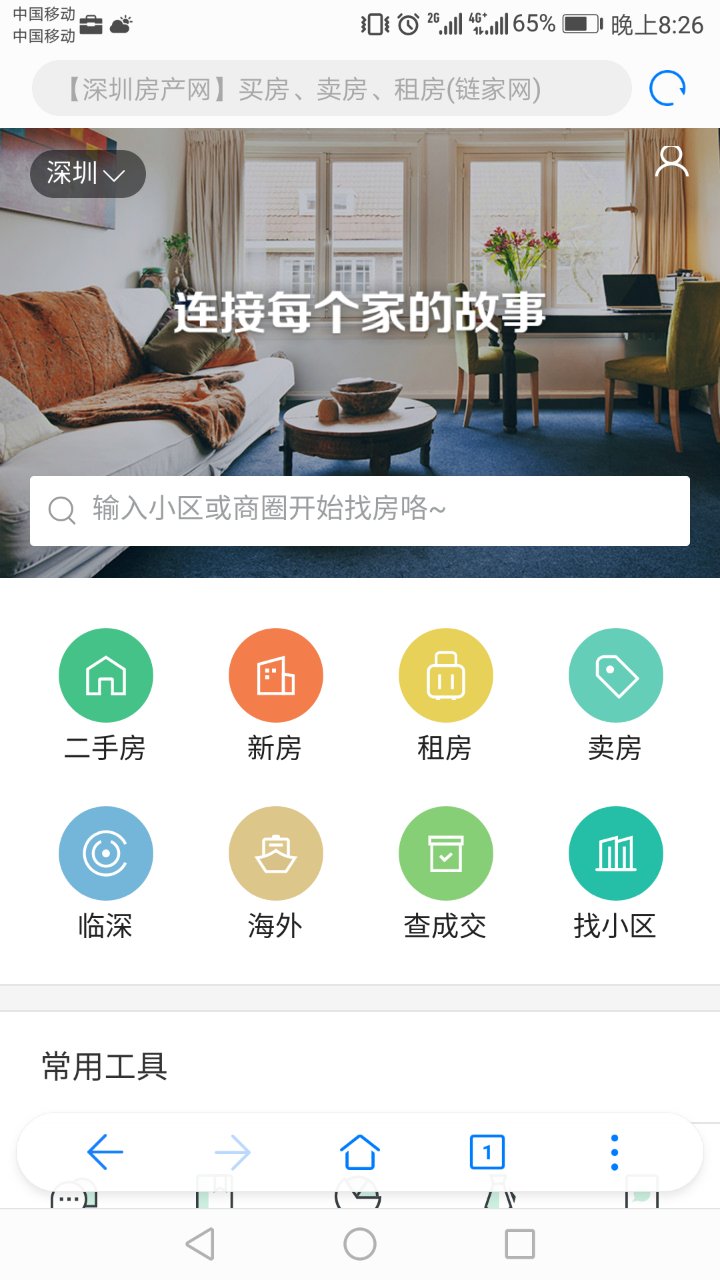 中国移动
中国移动
2G 4G+ 65% 晚上8:26
【深圳房产网】买房、卖房、租房(链家网)
深圳
连接每个家的故事
输入小区或商圈开始找房咯~
二手房 新房 租房 卖房
临深 海外 查成交 找小区
常用工具
1